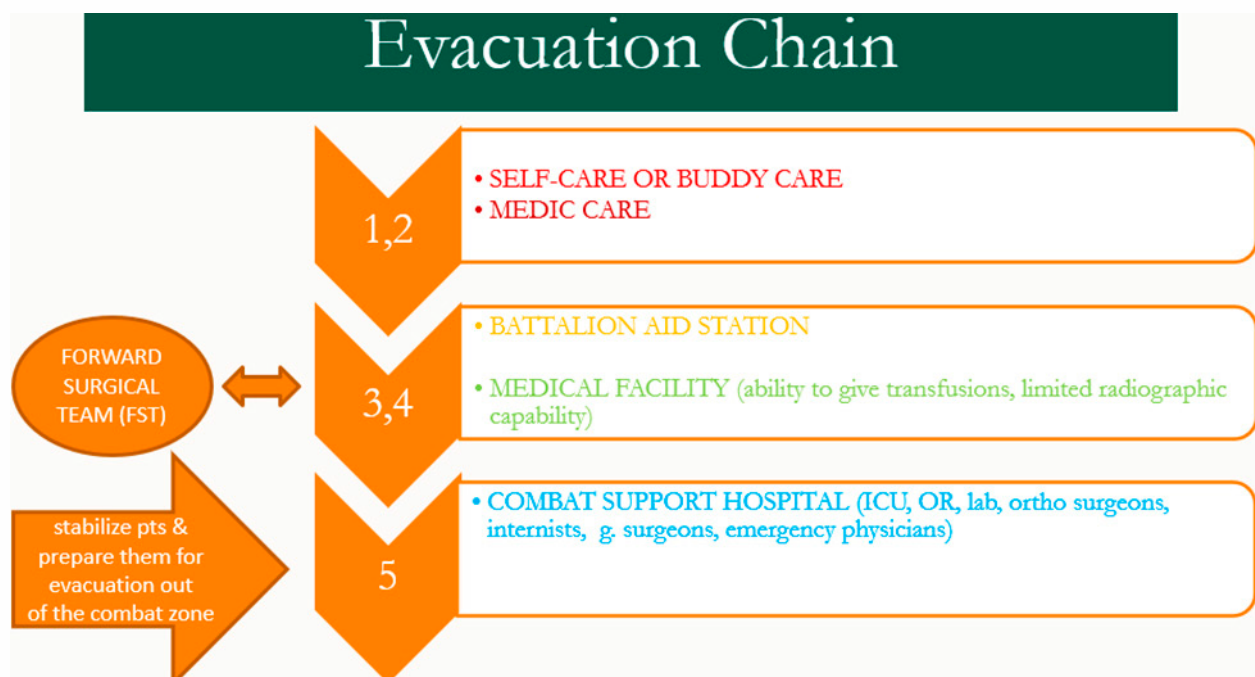 Evacuation Chain
1,2
• SELF-CARE OR BUDDY CARE
• MEDIC CARE
FORWARD
SURGICAL
TEAM (FST)
3,4
• BATTALION AID STATION
• MEDICAL FACILITY (ability to give transfusions, limited radiographic
capability)
stabilize pts &
prepare them for
evacuation out
of the combat zone
5
• COMBAT SUPPORT HOSPITAL (ICU, OR, lab, ortho surgeons,
internists, g. surgeons, emergency physicians)